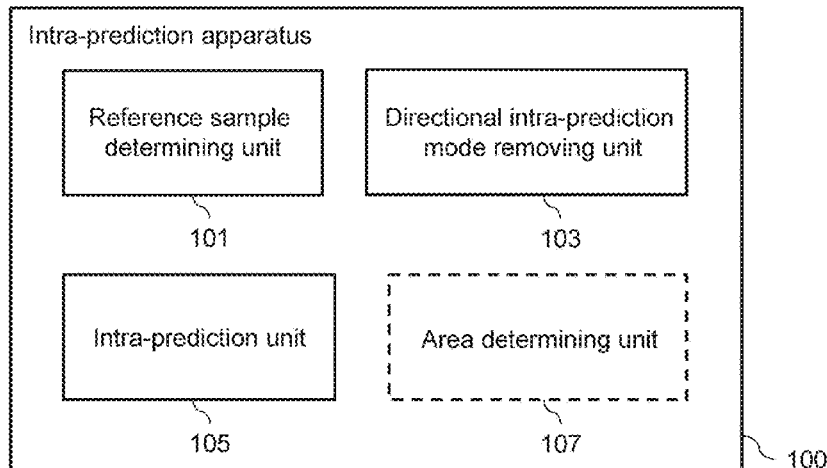 Intra-prediction apparatus
Reference sample
determining unit
Directional intra-prediction
mode removing unit
101
103
Intra-prediction unit
Area determining unit
105
107
100